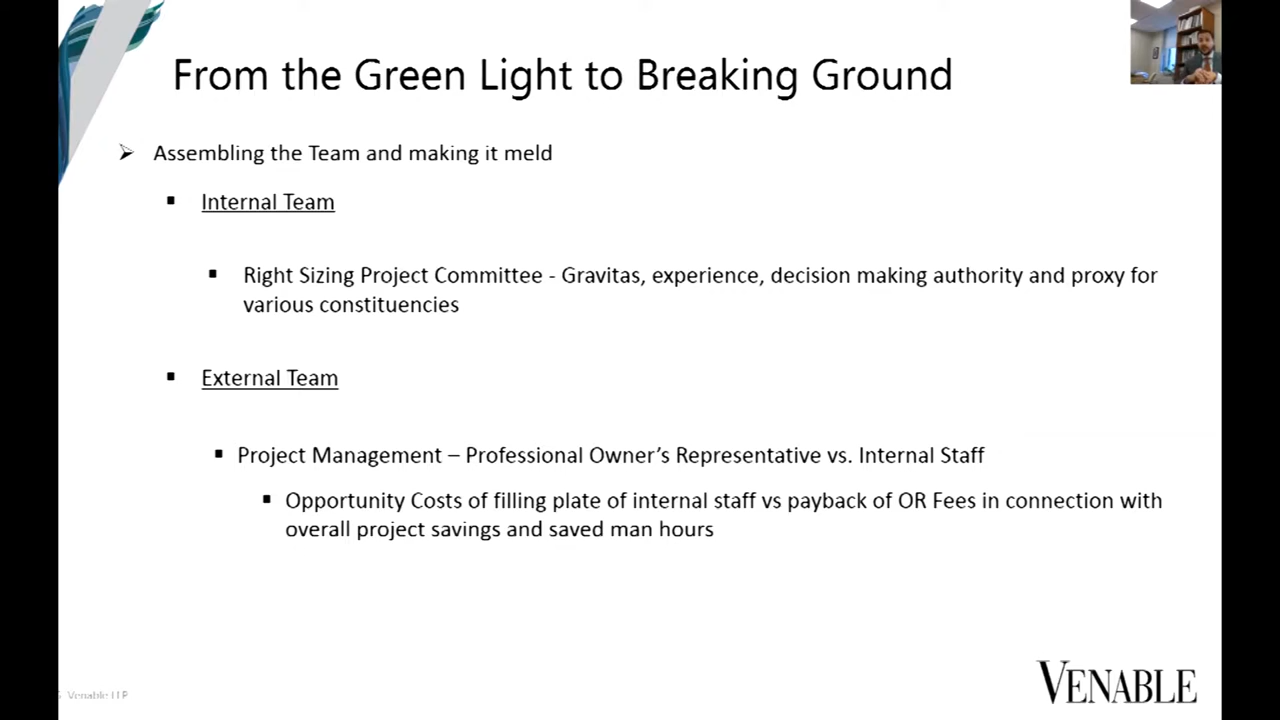 From the Green Light to Breaking Ground
Assembling the Team and making it meld
Internal Team
Right Sizing Project Committee - Gravitas, experience, decision making authority and proxy for
various constituencies
External Team
Project Management – Professional Owner’s Representative vs. Internal Staff
Opportunity Costs of filling plate of internal staff vs payback of OR Fees in connection with
overall project savings and saved man hours
Venable LLP
VENABLE